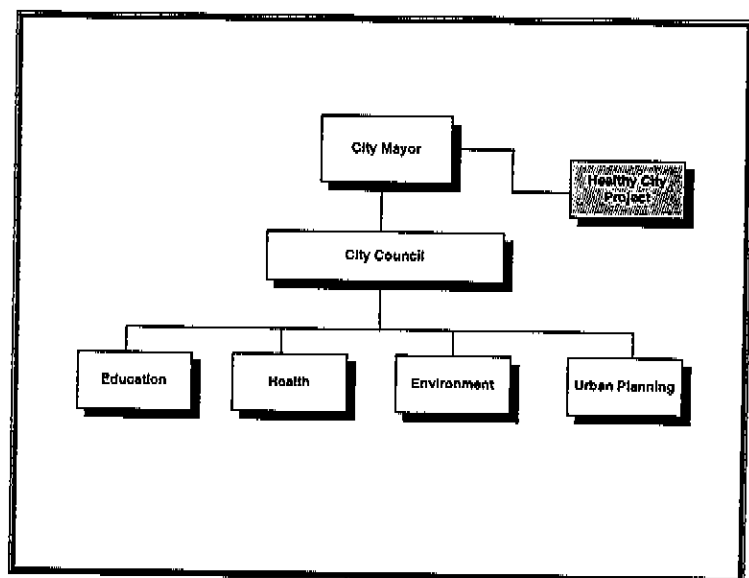 City Mayor
Healthy City
Project
City Council
Education
Health
Environment
Urban Planning